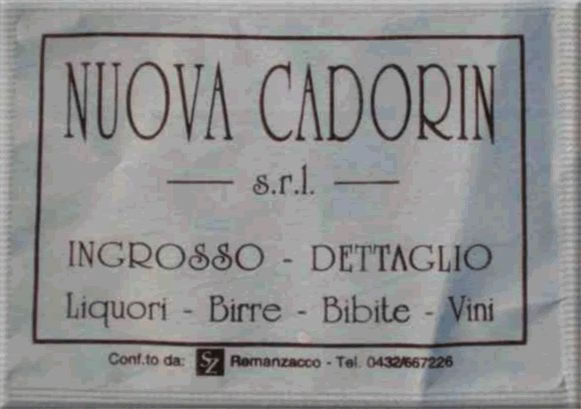 NUOVA CADORIN
s.r.l.
INGROSSO - DETTAGLIO
Liquori - Birre - Bibite - Vini
Conf.to da: SZ Remanzacco - Tel. 0432/667226